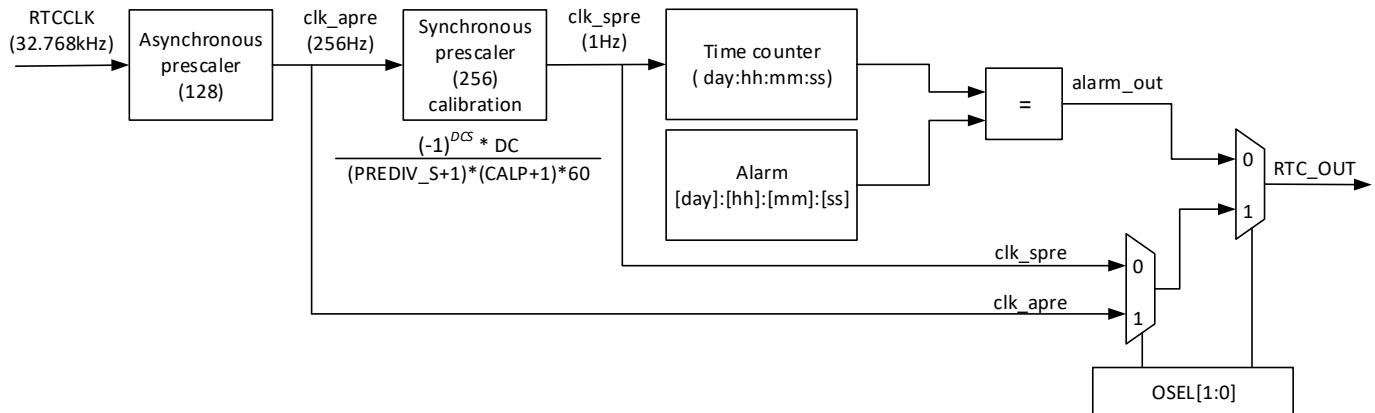 RTCCLK
(32.768kHz)
Asynchronous
prescaler
(128)
clk_apre
(256Hz)
Synchronous
prescaler
(256)
calibration
(-1)^DCS * DC
(PREDIV_S+1)*(CALP+1)*60
clk_spre
(1Hz)
Time counter
( day:hh:mm:ss)
Alarm
[day]:[hh]:[mm]:[ss]
=
alarm_out
0
1
RTC_OUT
clk_spre
0
clk_apre
1
OSEL[1:0]